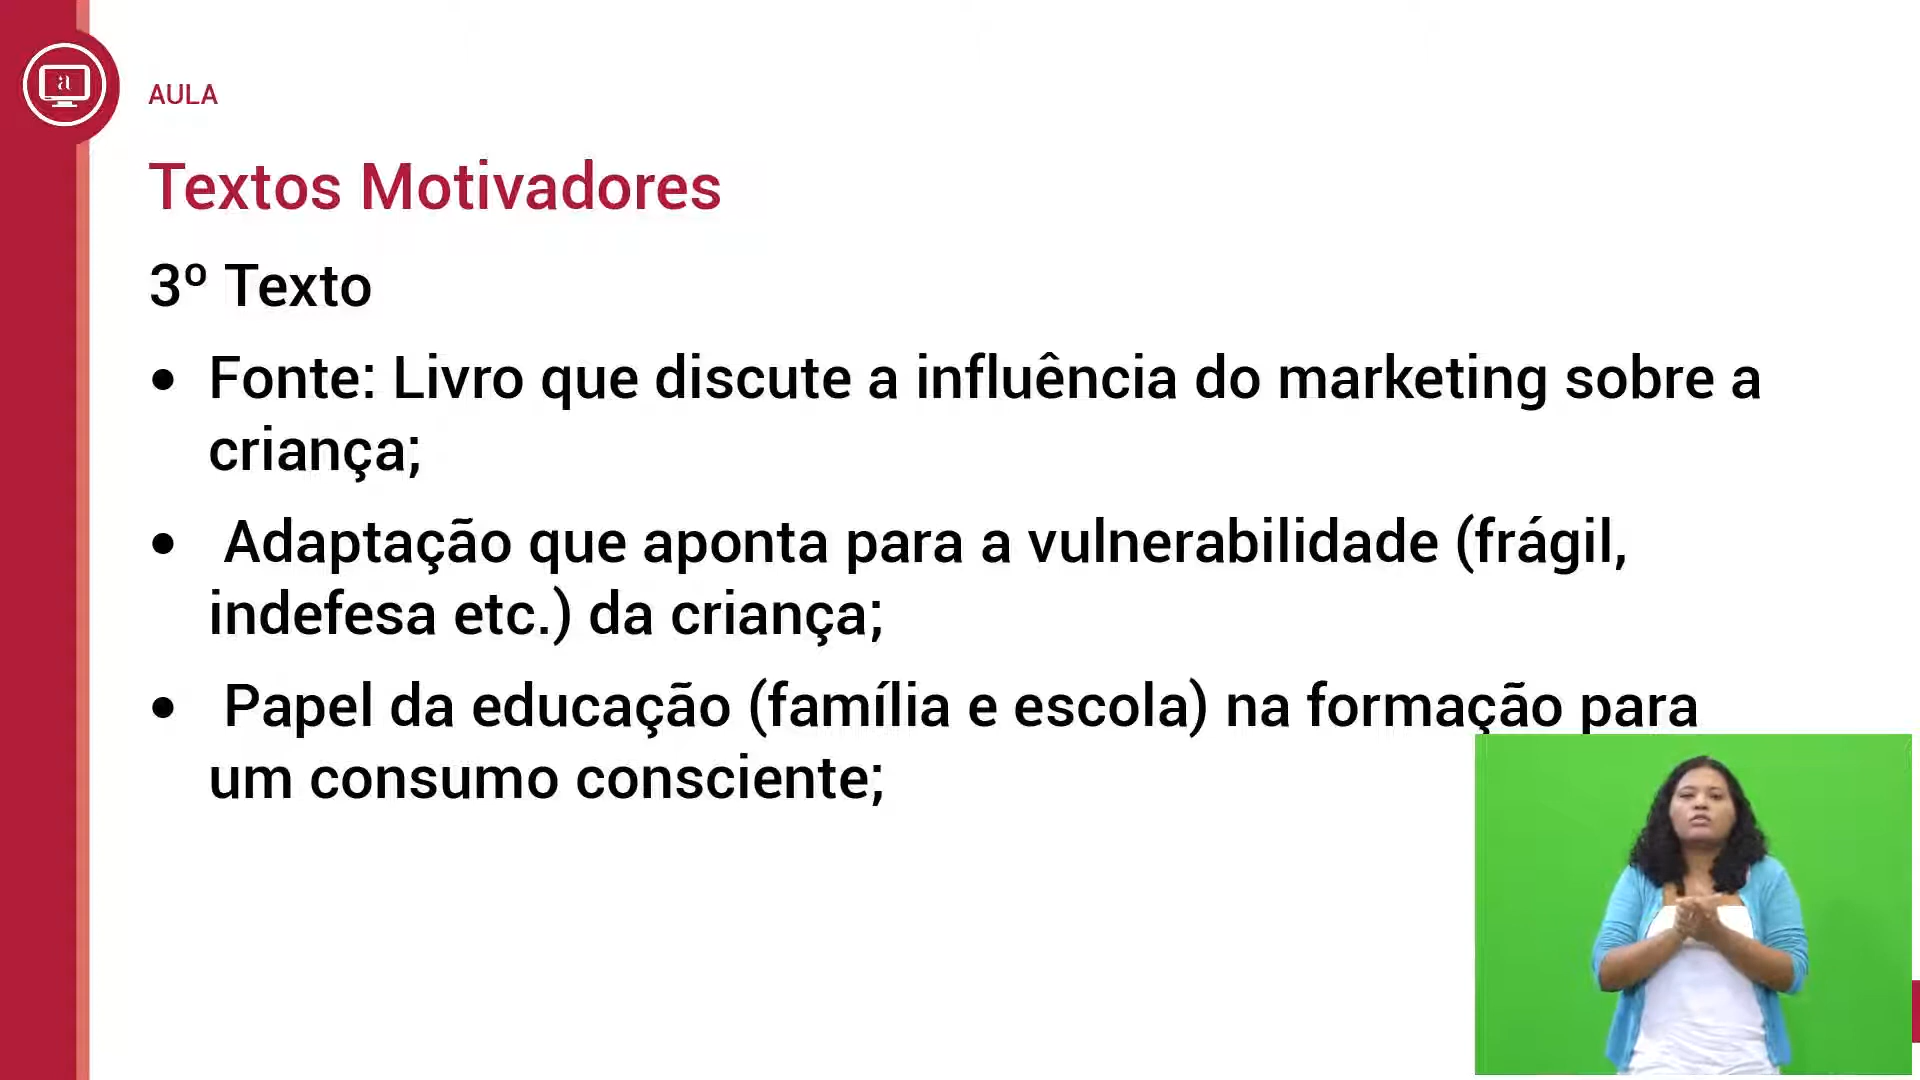 a
AULA
Textos Motivadores
3º Texto
• Fonte: Livro que discute a influência do marketing sobre a
criança;
• Adaptação que aponta para a vulnerabilidade (frágil,
indefesa etc.) da criança;
• Papel da educação (família e escola) na formação para
um consumo consciente;